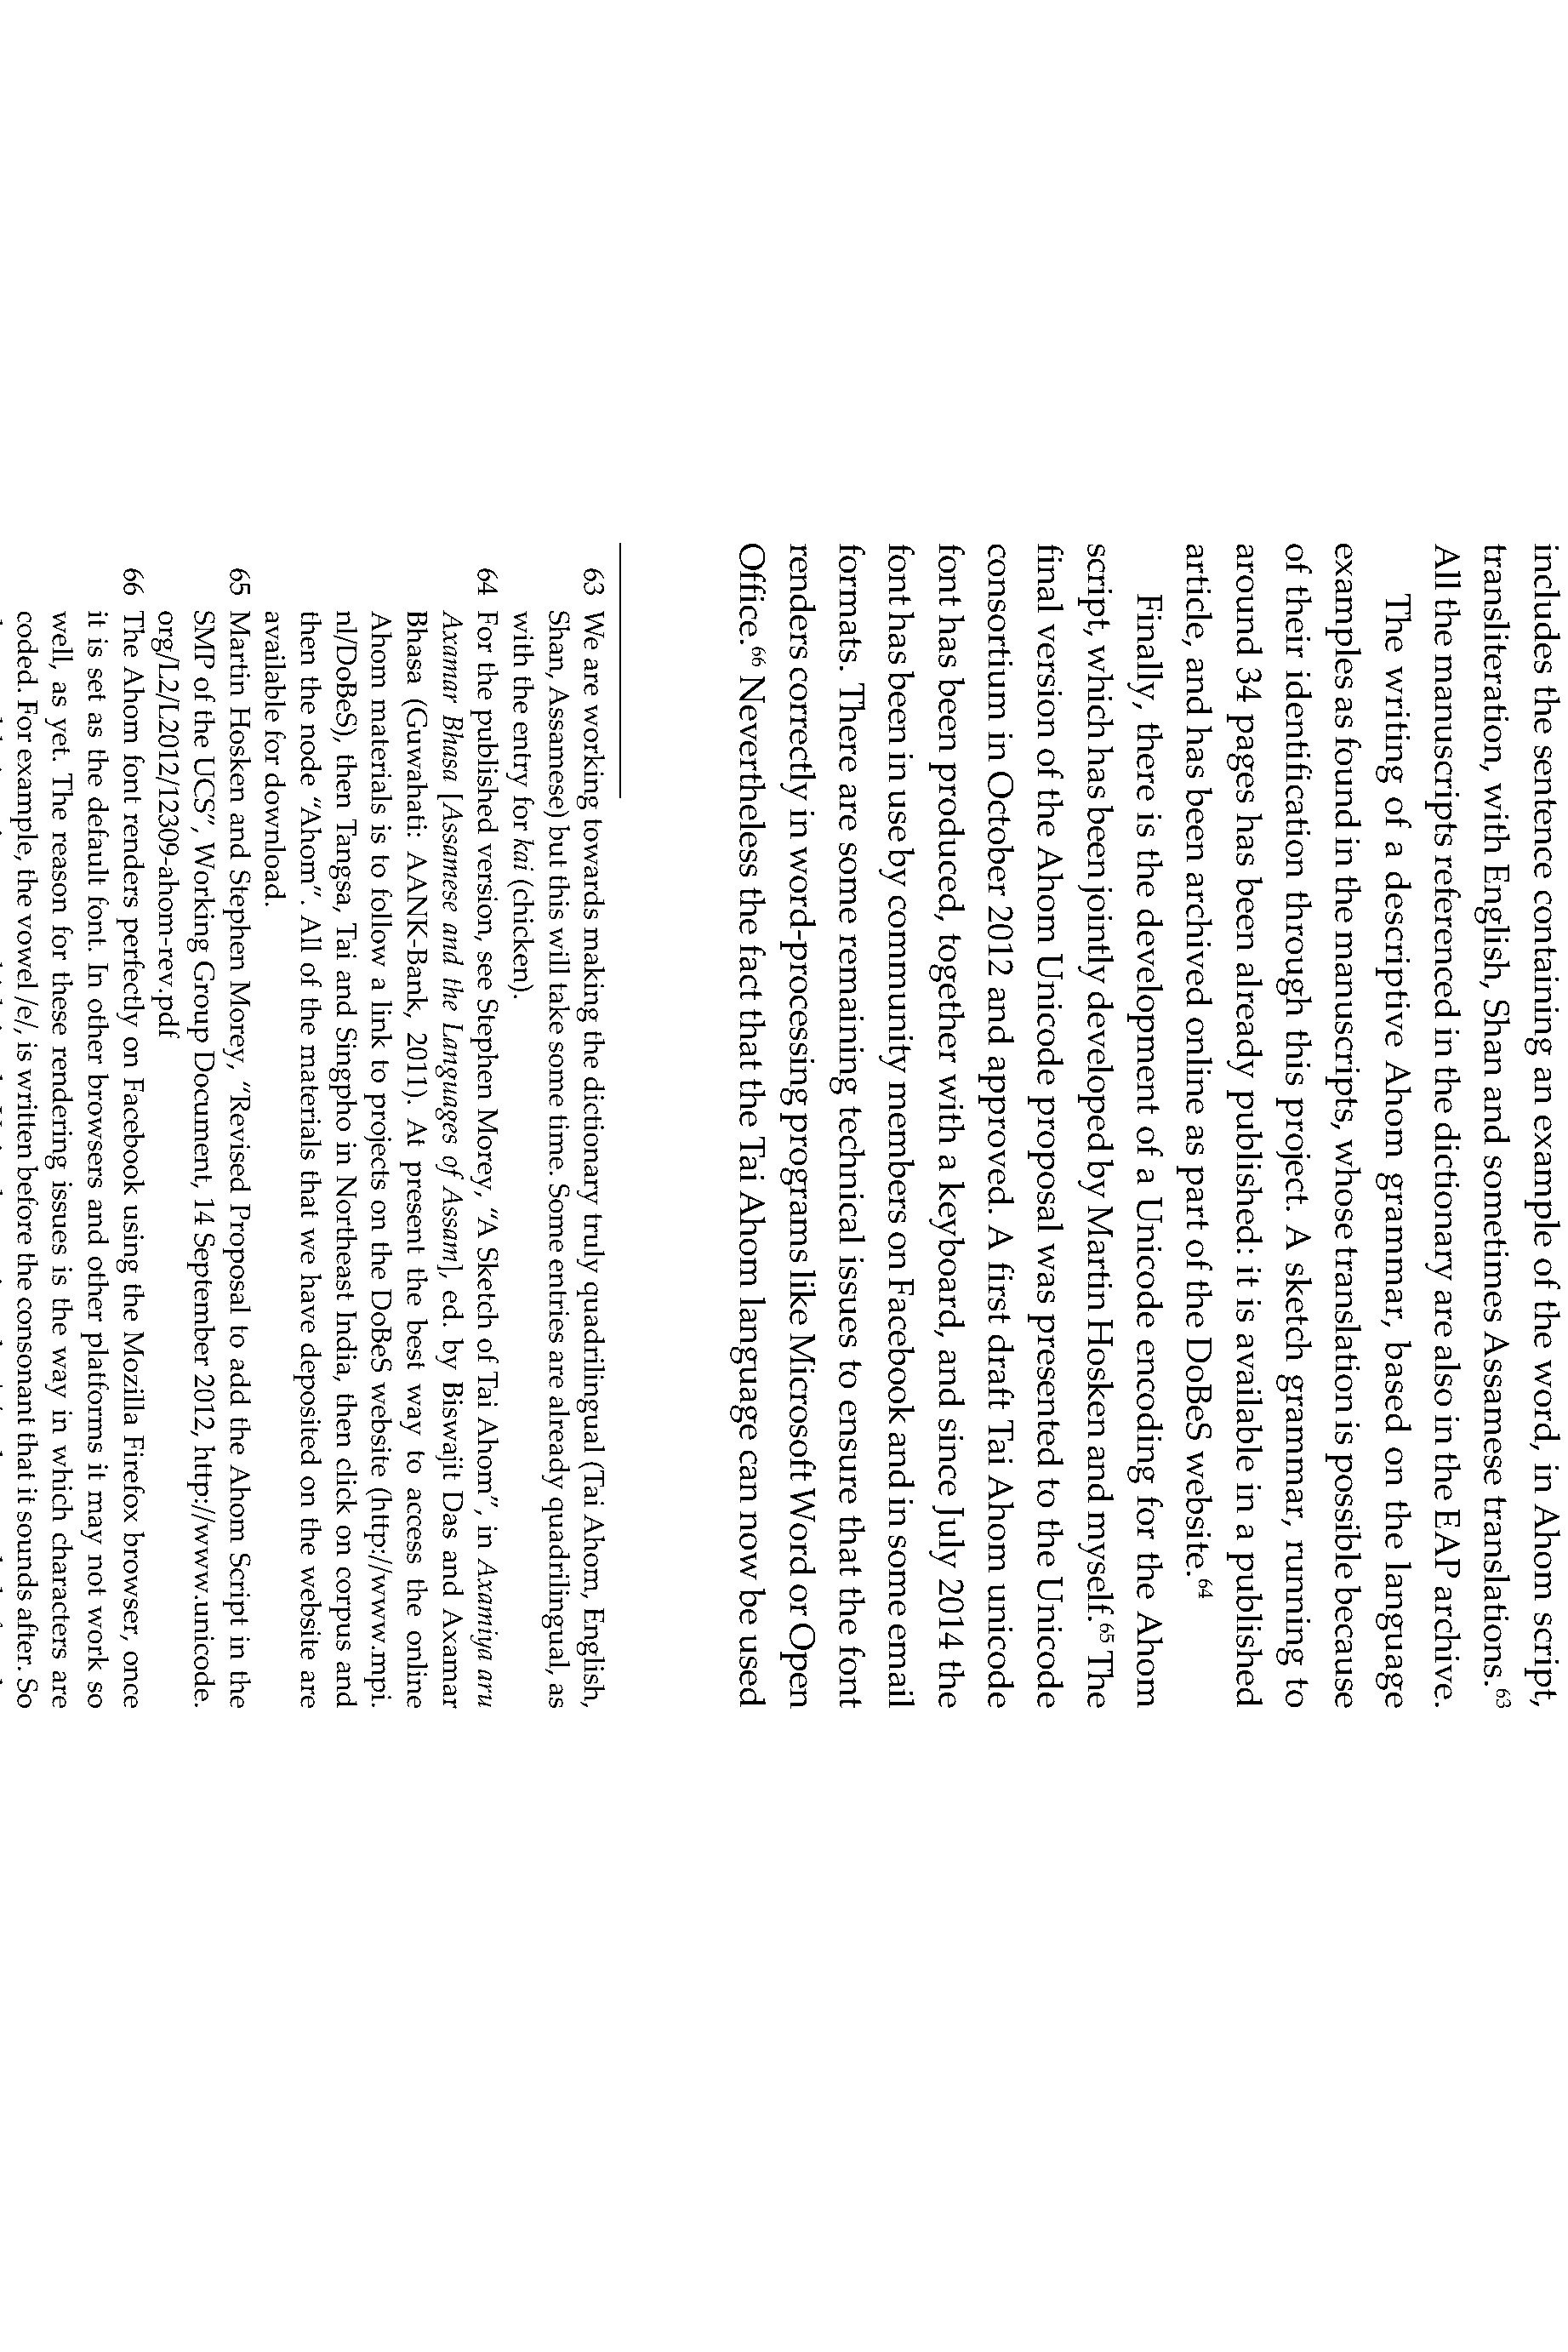 includes the sentence containing an example of the word, in Ahom script,
transliteration, with English, Shan and sometimes Assamese translations.63
All the manuscripts referenced in the dictionary are also in the EAP archive.
The writing of a descriptive Ahom grammar, based on the language
examples as found in the manuscripts, whose translation is possible because
of their identification through this project. A sketch grammar, running to
around 34 pages has been already published: it is available in a published
article, and has been archived online as part of the DoBeS website.64
Finally, there is the development of a Unicode encoding for the Ahom
script, which has been jointly developed by Martin Hosken and myself.65 The
final version of the Ahom Unicode proposal was presented to the Unicode
consortium in October 2012 and approved. A first draft Tai Ahom unicode
font has been produced, together with a keyboard, and since July 2014 the
font has been in use by community members on Facebook and in some email
formats. There are some remaining technical issues to ensure that the font
renders correctly in word-processing programs like Microsoft Word or Open
Office.66 Nevertheless the fact that the Tai Ahom language can now be used
63 We are working towards making the dictionary truly quadrilingual (Tai Ahom, English,
Shan, Assamese) but this will take some time. Some entries are already quadrilingual, as
with the entry for kai (chicken).
64 For the published version, see Stephen Morey, "A Sketch of Tai Ahom", in Axamiya aru
Axamar Bhasa [Assamese and the Languages of Assam], ed. by Biswajit Das and Axamar
Bhasa (Guwahati: AANK-Bank, 2011). At present the best way to access the online
Ahom materials is to follow a link to projects on the DoBeS website (http://www.mpi.
nl/DoBeS), then Tangsa, Tai and Singpho in Northeast India, then click on corpus and
then the node "Ahom". All of the materials that we have deposited on the website are
available for download.
65 Martin Hosken and Stephen Morey, "Revised Proposal to add the Ahom Script in the
SMP of the UCS", Working Group Document, 14 September 2012, http://www.unicode.
org/L2/L2012/12309-ahom-rev.pdf
66 The Ahom font renders perfectly on Facebook using the Mozilla Firefox browser, once
it is set as the default font. In other browsers and other platforms it may not work so
well, as yet. The reason for these rendering issues is the way in which characters are
coded. For example, the vowel /e/, is written before the consonant that it sounds after. So